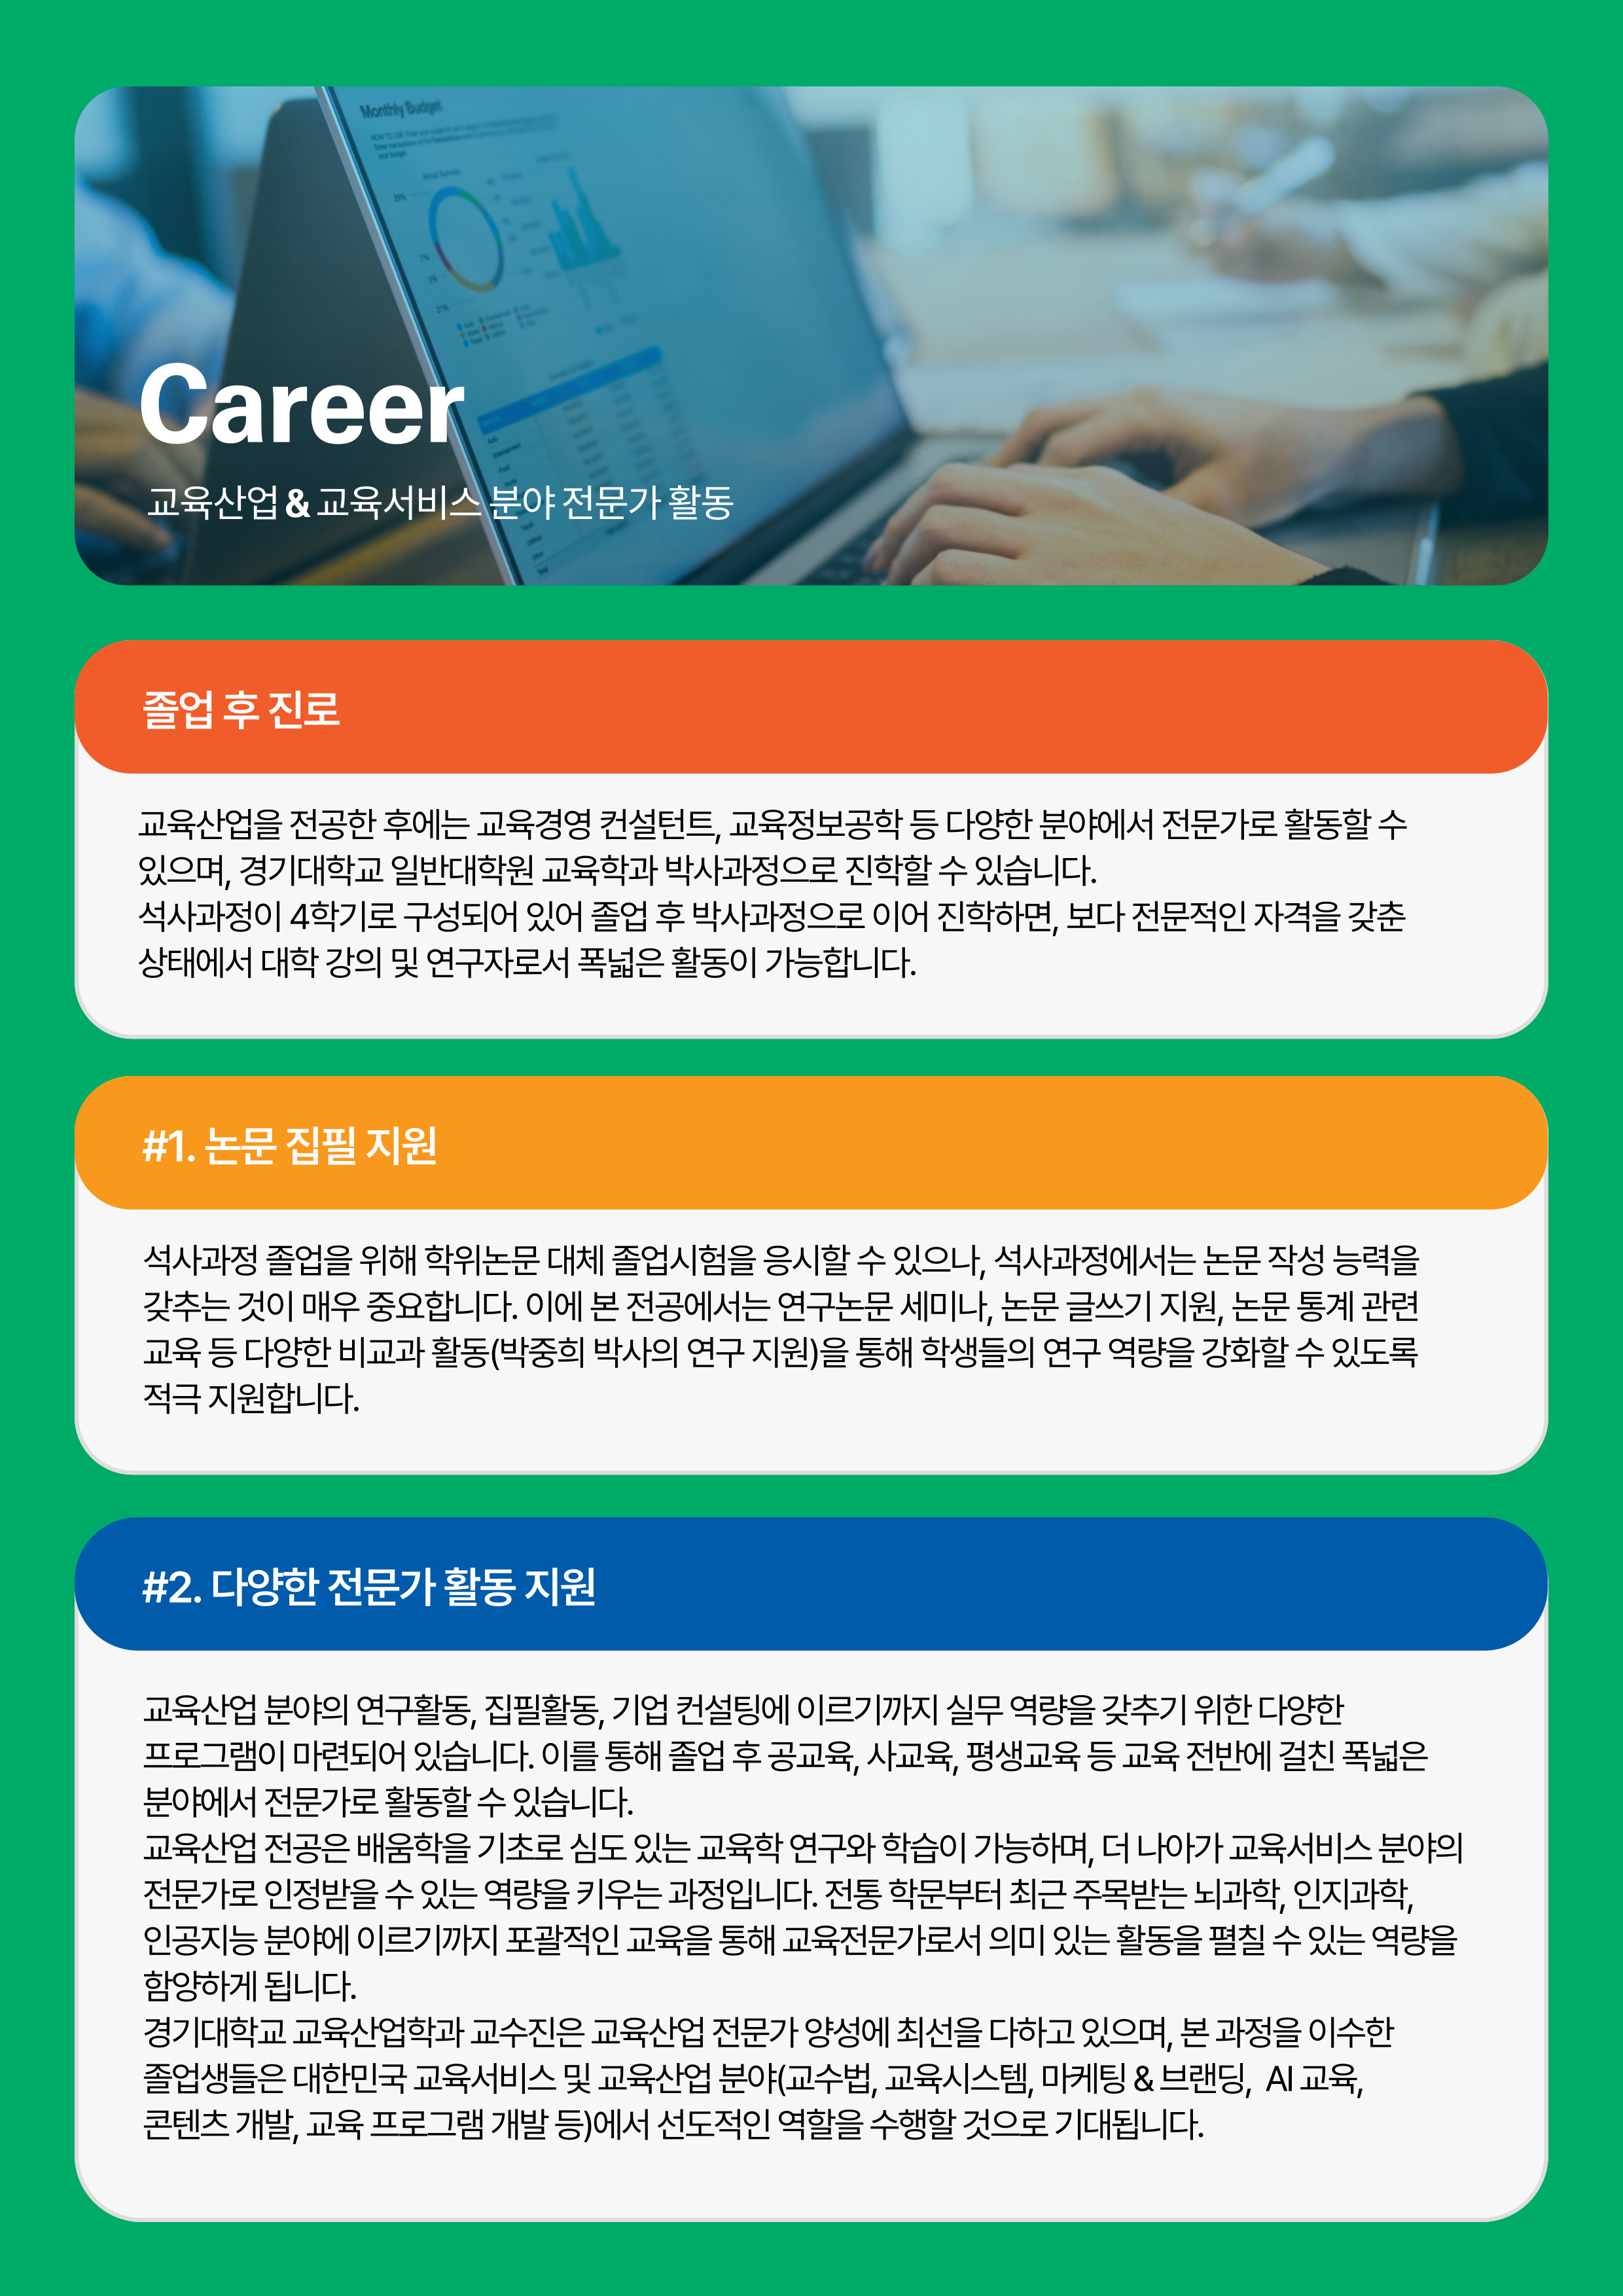 Monthly Budget
Career
교육산업 & 교육서비스 분야 전문가 활동
졸업 후 진로
교육산업을 전공한 후에는 교육경영 컨설턴트, 교육정보공학 등 다양한 분야에서 전문가로 활동할 수
있으며, 경기대학교 일반대학원 교육학과 박사과정으로 진학할 수 있습니다.
석사과정이 4학기로 구성되어 있어 졸업 후 박사과정으로 이어 진학하면, 보다 전문적인 자격을 갖춘
상태에서 대학 강의 및 연구자로서 폭넓은 활동이 가능합니다.
#1. 논문 집필 지원
석사과정 졸업을 위해 학위논문 대체 졸업시험을 응시할 수 있으나, 석사과정에서는 논문 작성 능력을
갖추는 것이 매우 중요합니다. 이에 본 전공에서는 연구논문 세미나, 논문 글쓰기 지원, 논문 통계 관련
교육 등 다양한 비교과 활동(박중희 박사의 연구 지원)을 통해 학생들의 연구 역량을 강화할 수 있도록
적극 지원합니다.
#2. 다양한 전문가 활동 지원
교육산업 분야의 연구활동, 집필활동, 기업 컨설팅에 이르기까지 실무 역량을 갖추기 위한 다양한
프로그램이 마련되어 있습니다. 이를 통해 졸업 후 공교육, 사교육, 평생교육 등 교육 전반에 걸친 폭넓은
분야에서 전문가로 활동할 수 있습니다.
교육산업 전공은 배움학을 기초로 심도 있는 교육학 연구와 학습이 가능하며, 더 나아가 교육서비스 분야의
전문가로 인정받을 수 있는 역량을 키우는 과정입니다. 전통 학문부터 최근 주목받는 뇌과학, 인지과학,
인공지능 분야에 이르기까지 포괄적인 교육을 통해 교육전문가로서 의미 있는 활동을 펼칠 수 있는 역량을
함양하게 됩니다.
경기대학교 교육산업학과 교수진은 교육산업 전문가 양성에 최선을 다하고 있으며, 본 과정을 이수한
졸업생들은 대한민국 교육서비스 및 교육산업 분야(교수법, 교육시스템, 마케팅 & 브랜딩, AI 교육,
콘텐츠 개발, 교육 프로그램 개발 등)에서 선도적인 역할을 수행할 것으로 기대됩니다.